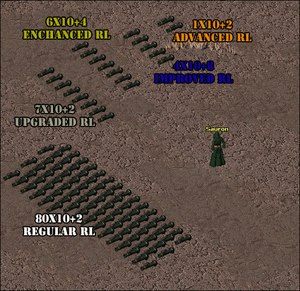 6x10+4
Enchanced RL
1x10+2
Advanced RL
4x10+8
Improved RL
7x10+2
Upgraded RL
Sauron
80x10+2
Regular RL